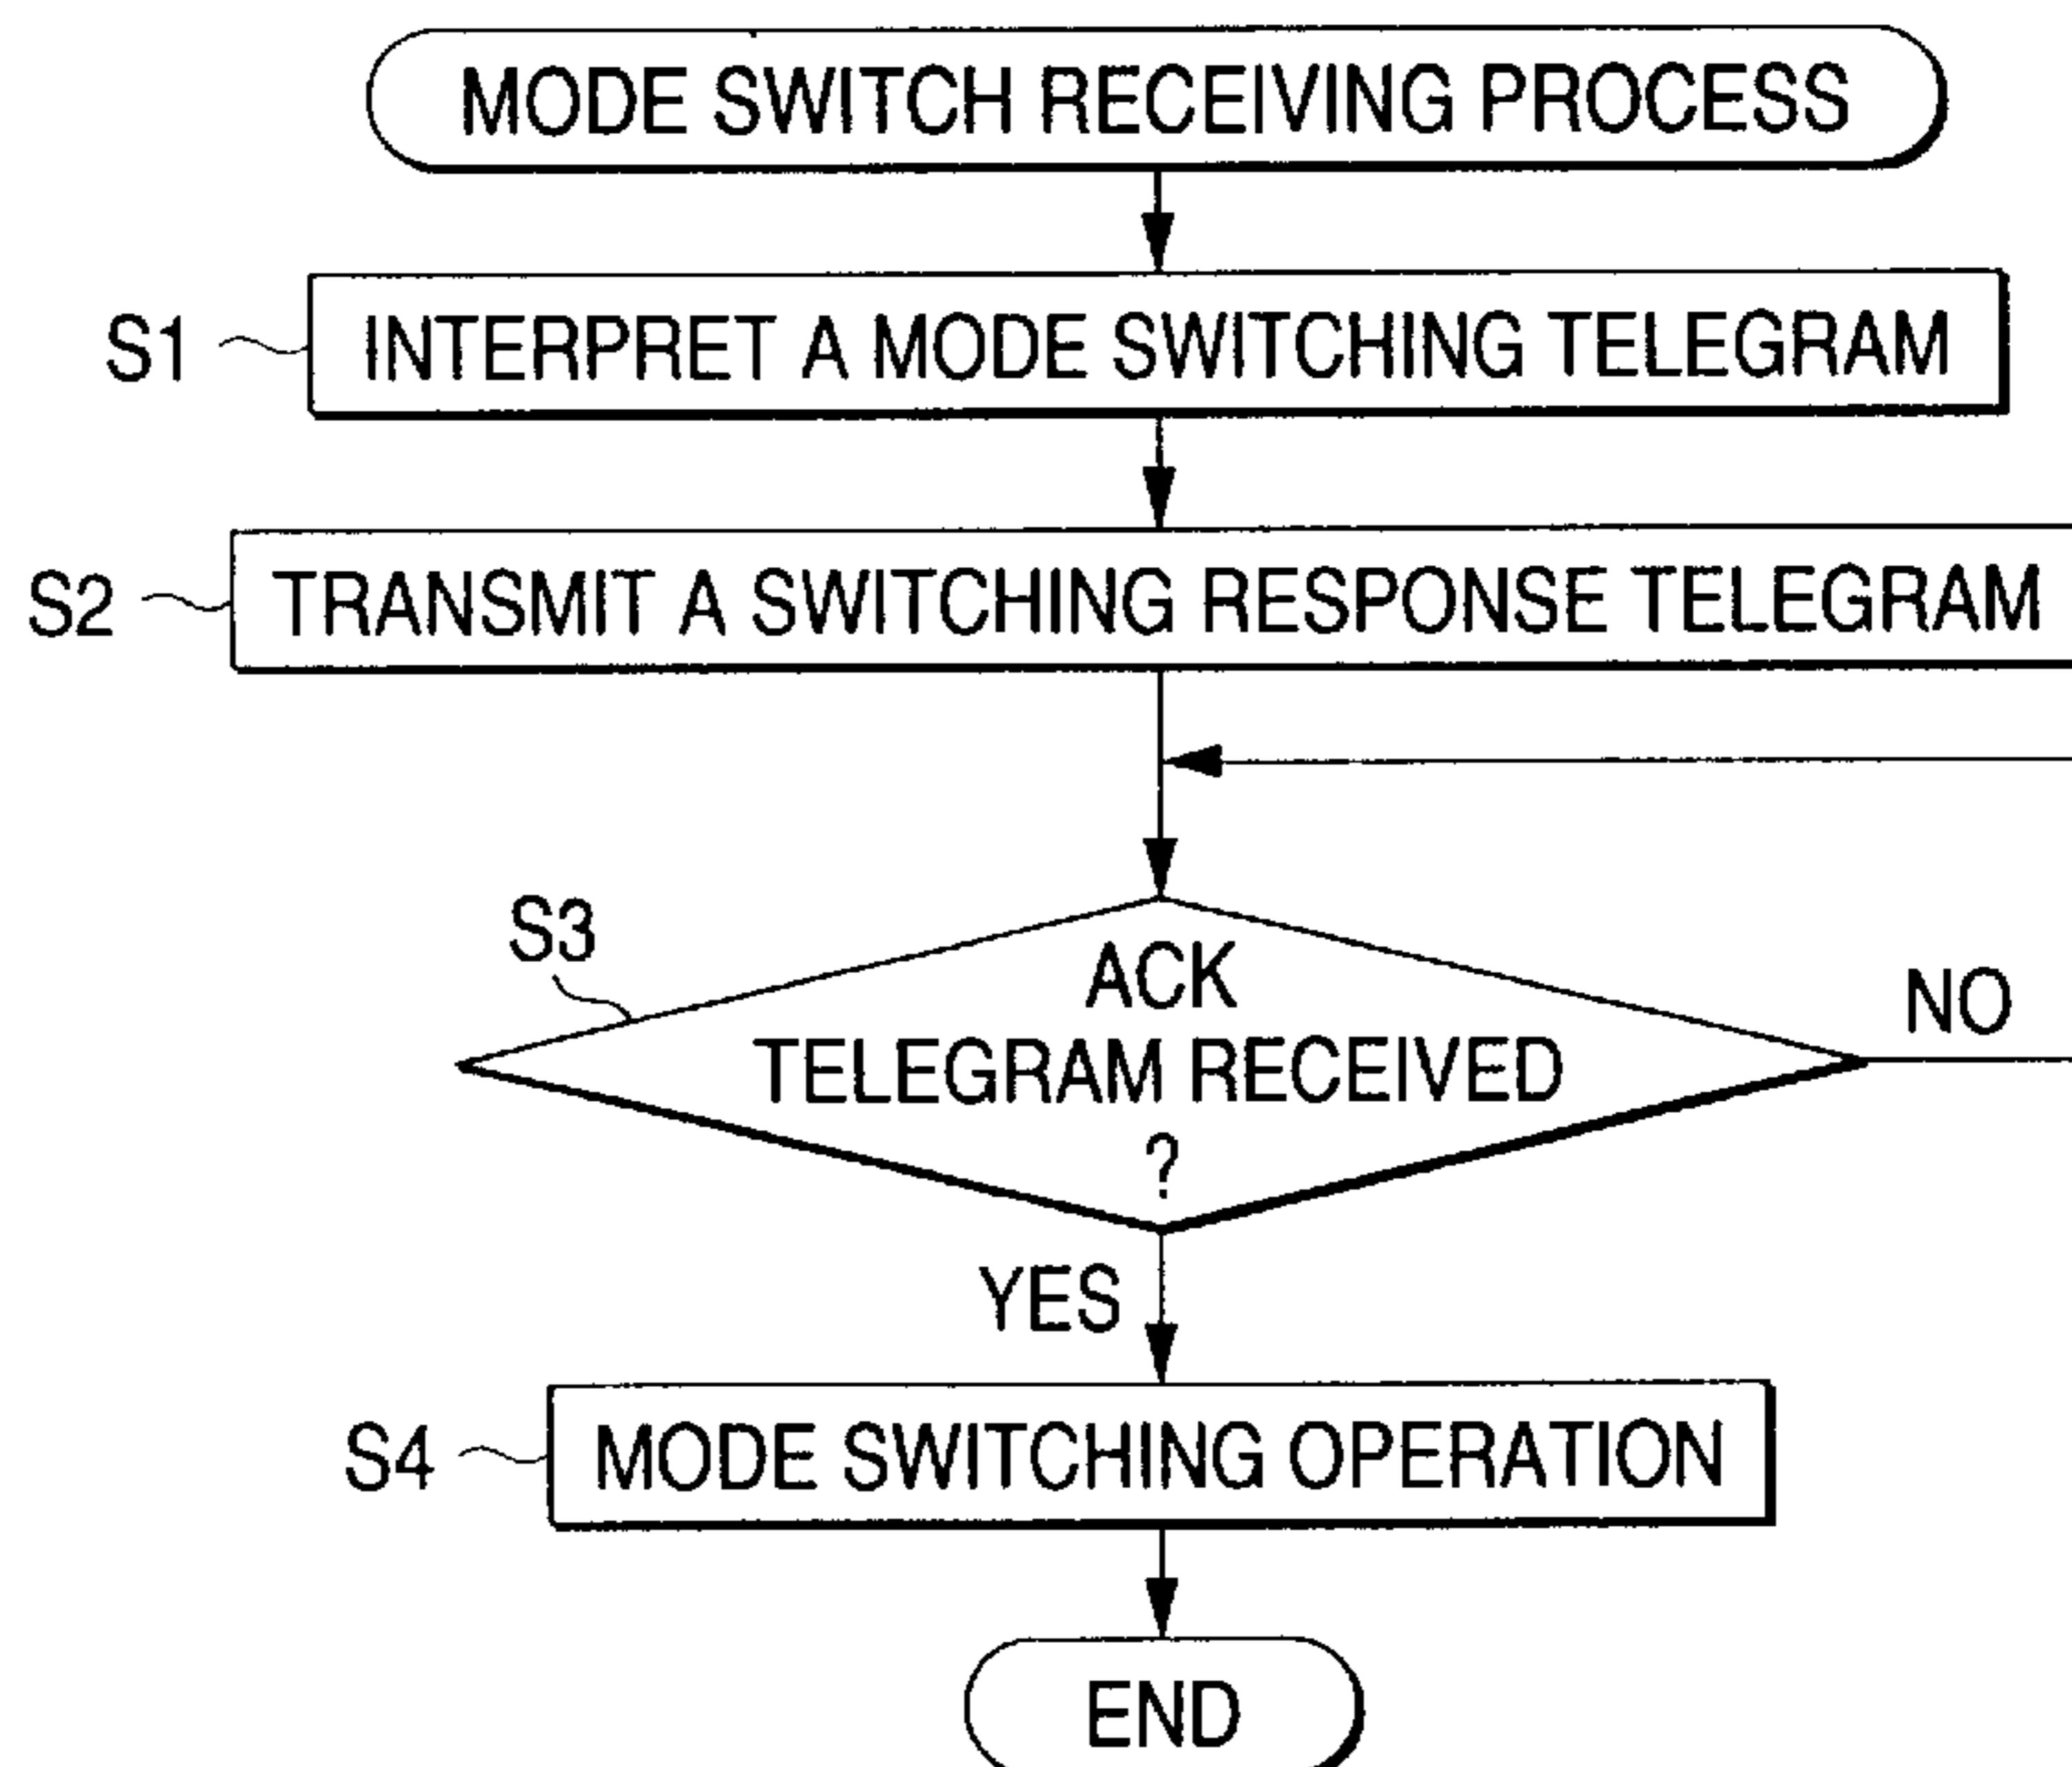 MODE SWITCH RECEIVING PROCESS
S1
INTERPRET A MODE SWITCHING TELEGRAM
S2
TRANSMIT A SWITCHING RESPONSE TELEGRAM
S3
ACK
TELEGRAM RECEIVED
?
NO
YES
S4
MODE SWITCHING OPERATION
END